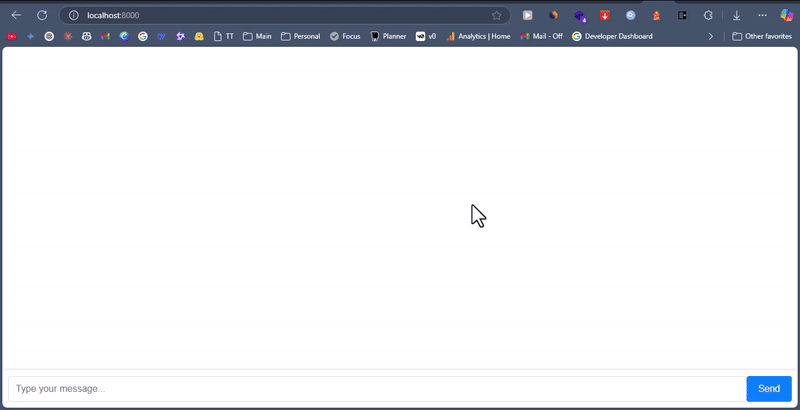 localhost:8000
TT Main Personal Focus Planner v0 Analytics | Home Mail - Off Developer Dashboard Other favorites
Type your message...
Send